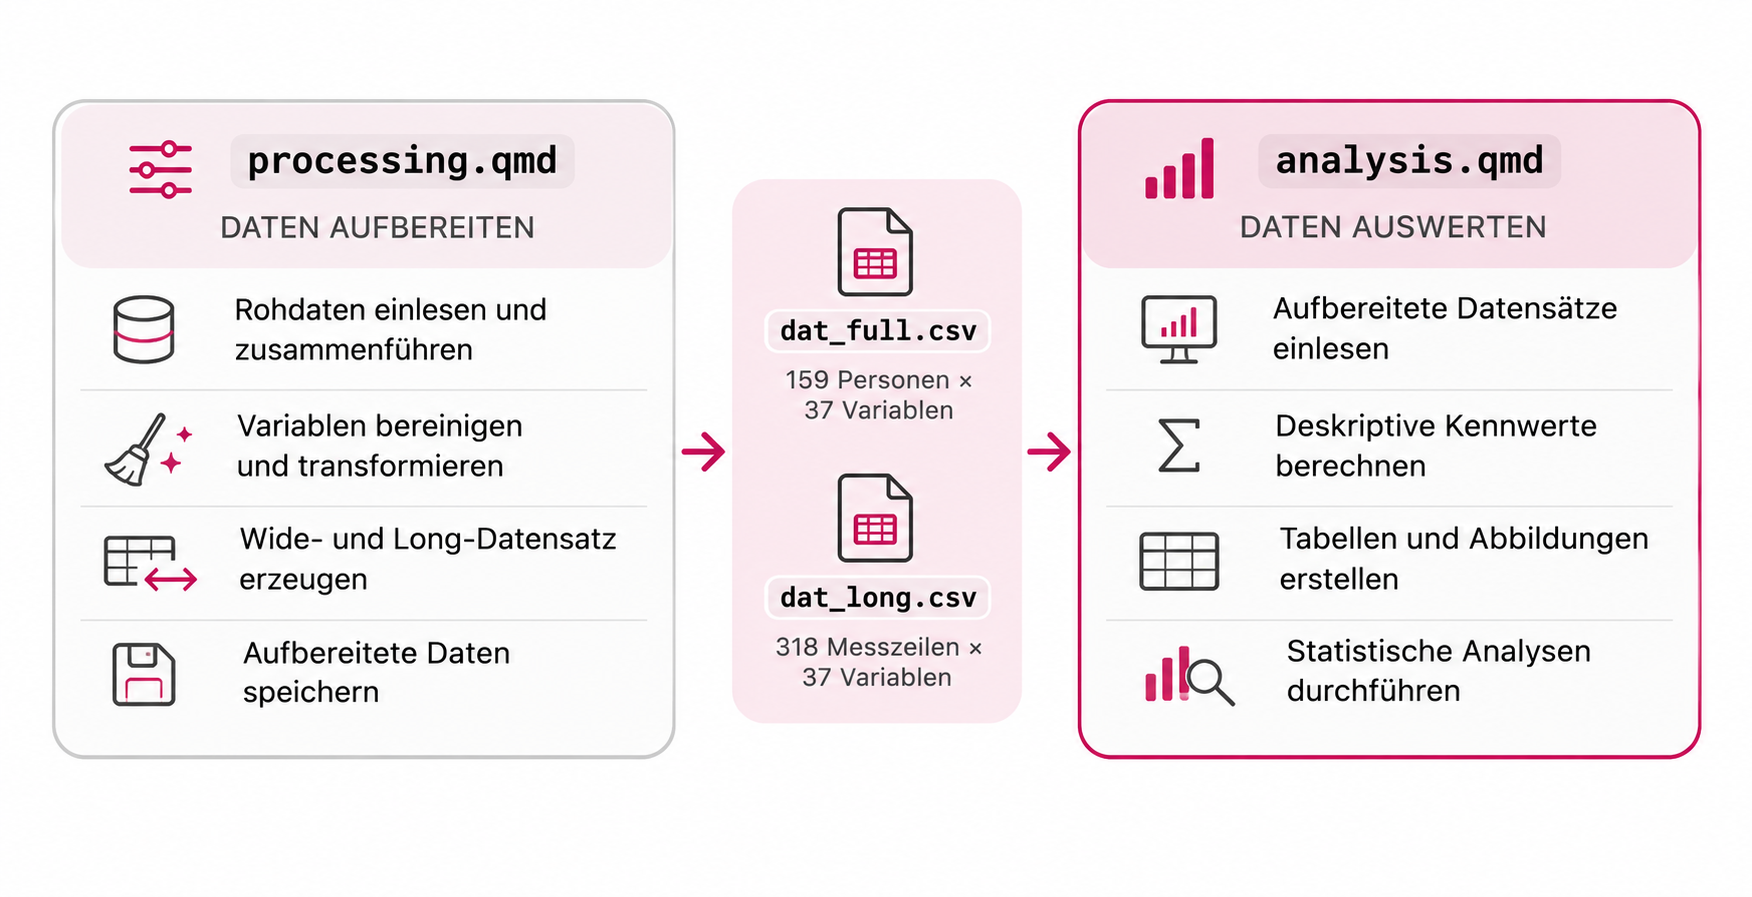 processing.qmd
DATEN AUFBEREITEN
Rohdaten einlesen und
zusammenführen
Variablen bereinigen
und transformieren
Wide- und Long-Datensatz
erzeugen
Aufbereitete Daten
speichern
dat_full.csv
159 Personen ×
37 Variablen
dat_long.csv
318 Messzeilen ×
37 Variablen
analysis.qmd
DATEN AUSWERTEN
Aufbereitete Datensätze
einlesen
Deskriptive Kennwerte
berechnen
Tabellen und Abbildungen
erstellen
Statistische Analysen
durchführen